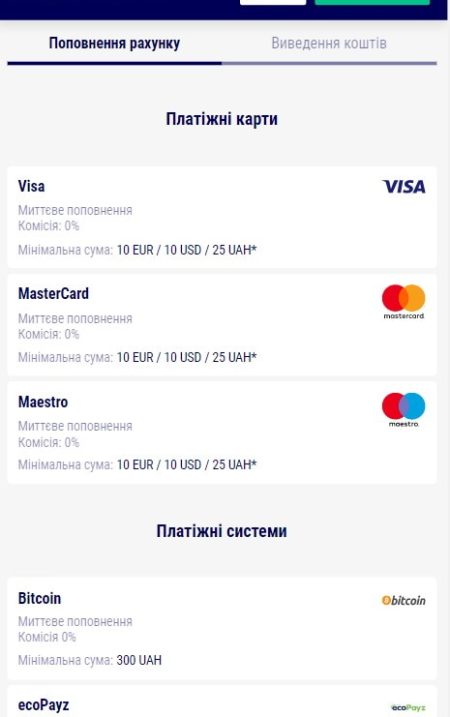 Поповнення рахунку
Виведення коштів
Платіжні карти
Visa
VISA
Миттєве поповнення
Комісія: 0%
Мінімальна сума: 10 EUR / 10 USD / 25 UAH*
MasterCard
mastercard
Миттєве поповнення
Комісія: 0%
Мінімальна сума: 10 EUR / 10 USD / 25 UAH*
Maestro
maestro
Миттєве поповнення
Комісія: 0%
Мінімальна сума: 10 EUR / 10 USD / 25 UAH*
Платіжні системи
Bitcoin
bitcoin
Миттєве поповнення
Комісія 0%
Мінімальна сума: 300 UAH
ecoPayz
ecoPayz